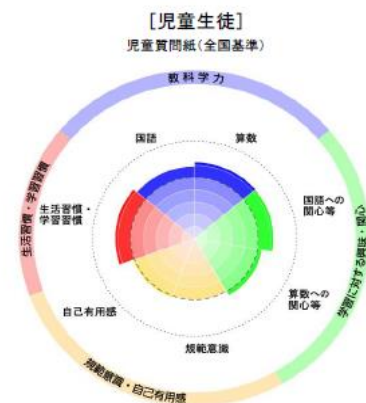 [児童生徒]
児童質問紙(全国基準)
教科学力
国語
算数
生活習慣・学習習慣
生活習慣・
学習習慣
国語への
関心等
学習に対する興味・関心
自己有用感
算数への
関心等
規範意識
規範意識・自己有用感